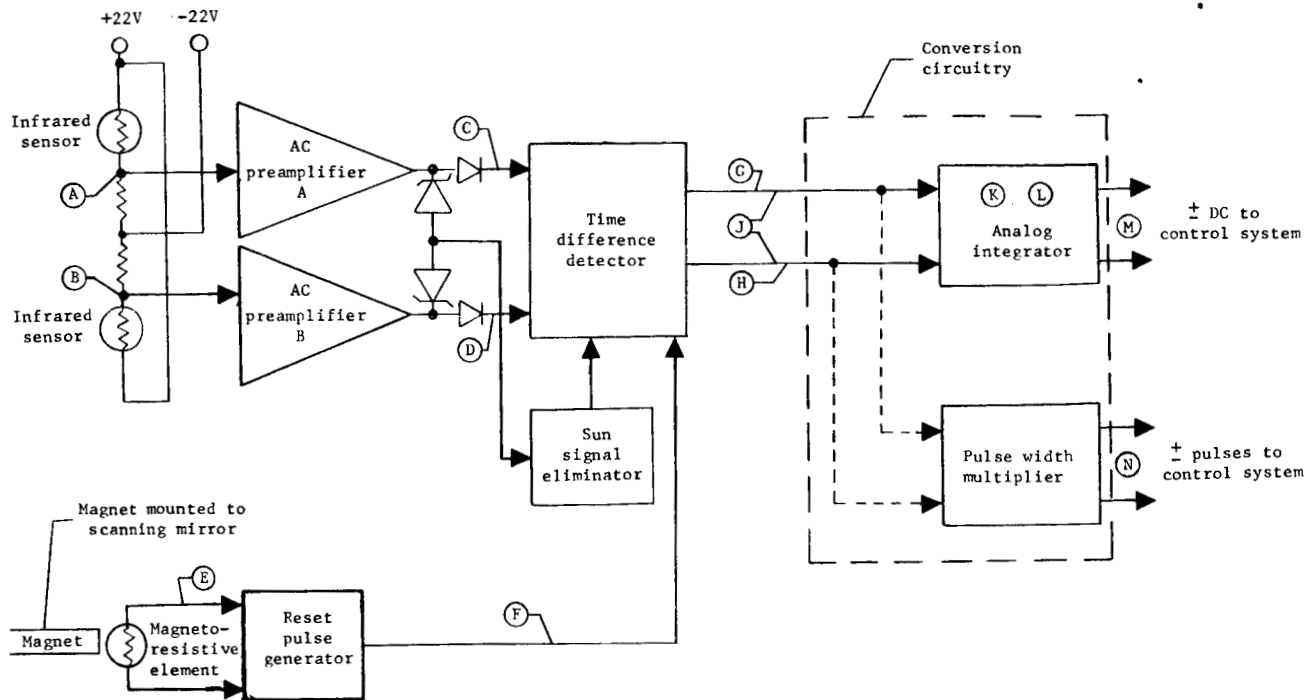 +22V
-22V
Conversion
circuitry
Infrared
sensor
A
B
Infrared
sensor
AC
preamplifier
A
AC
preamplifier
B
C
D
Time
difference
detector
G
J
H
K L
Analog
integrator
M
± DC to
control system
Sun
signal
eliminator
Pulse width
multiplier
N
± pulses to
control system
Magnet mounted to
scanning mirror
E
Magnet
Magneto-
resistive
element
Reset
pulse
generator
F